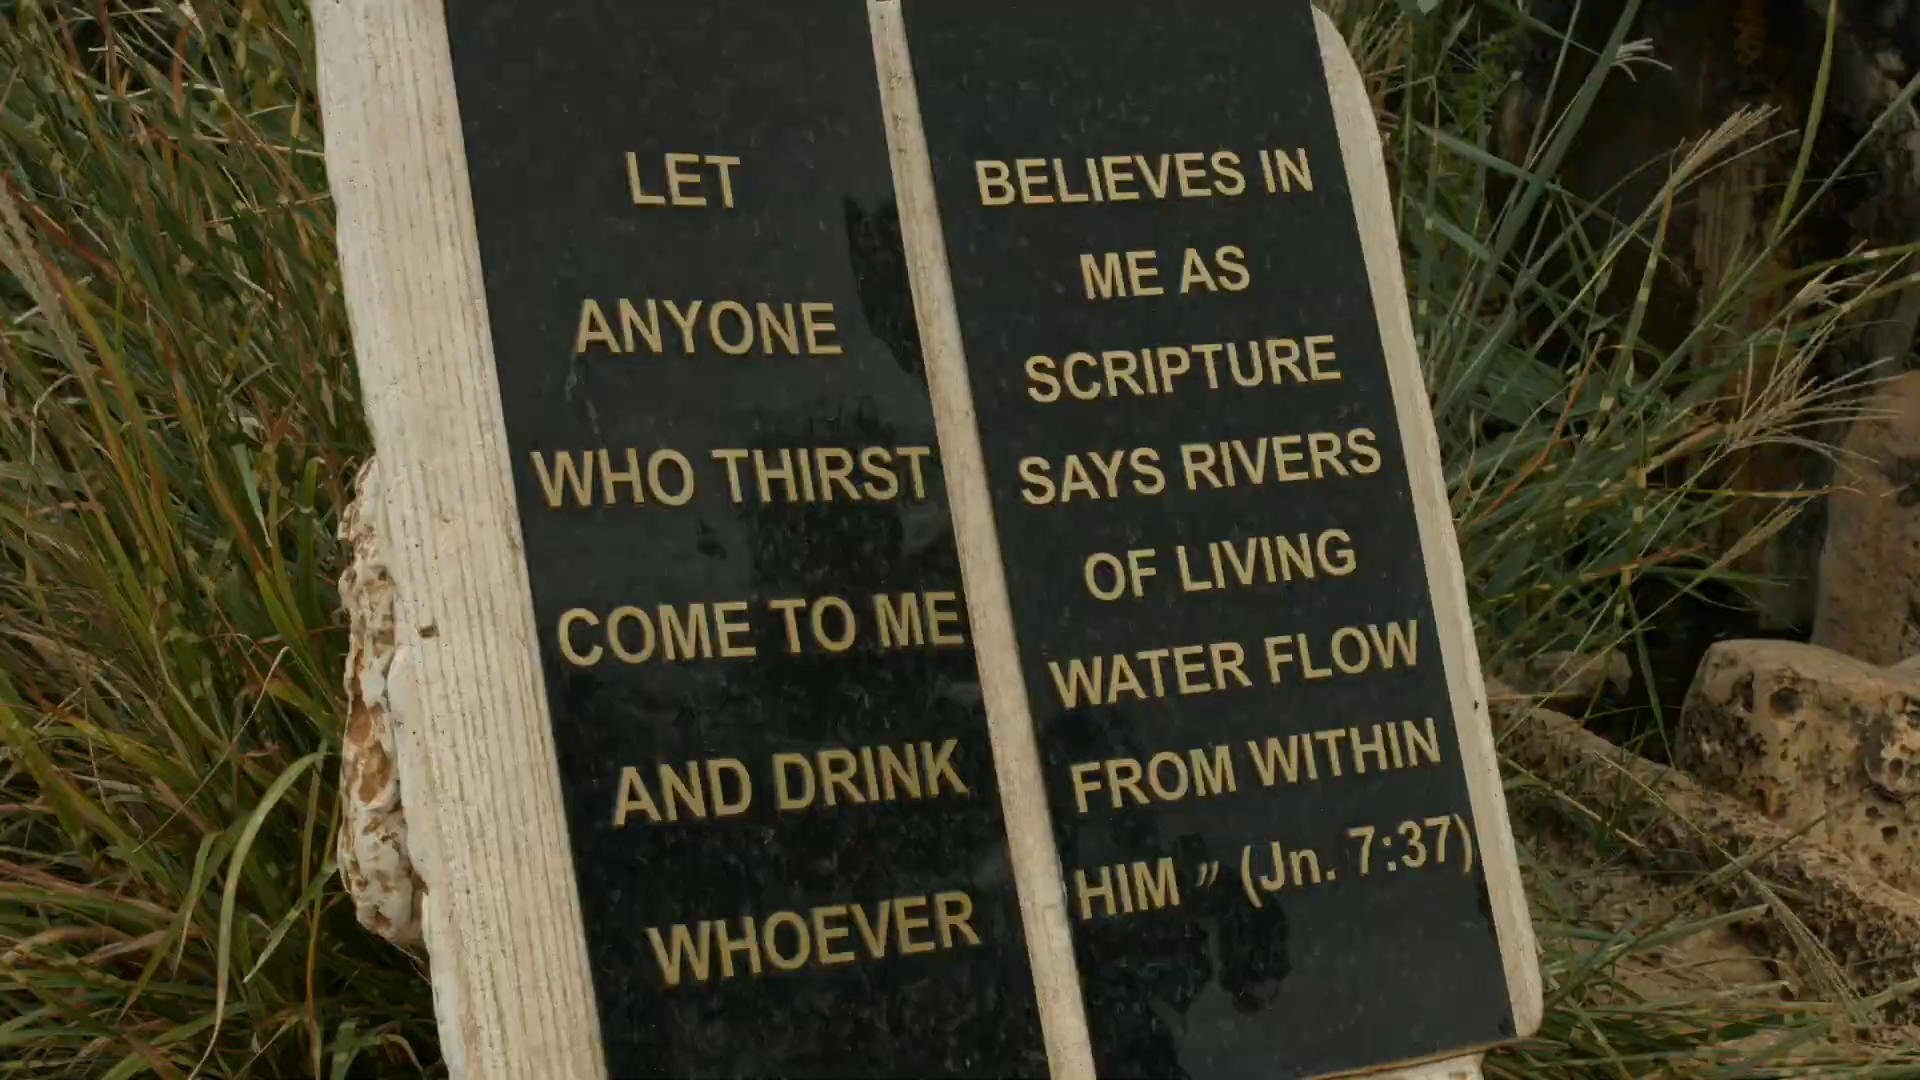 LET
ANYONE
WHO THIRST
COME TO ME
AND DRINK
WHOEVER
BELIEVES IN
ME AS
SCRIPTURE
SAYS RIVERS
OF LIVING
WATER FLOW
FROM WITHIN
HIM " (Jn. 7:37)